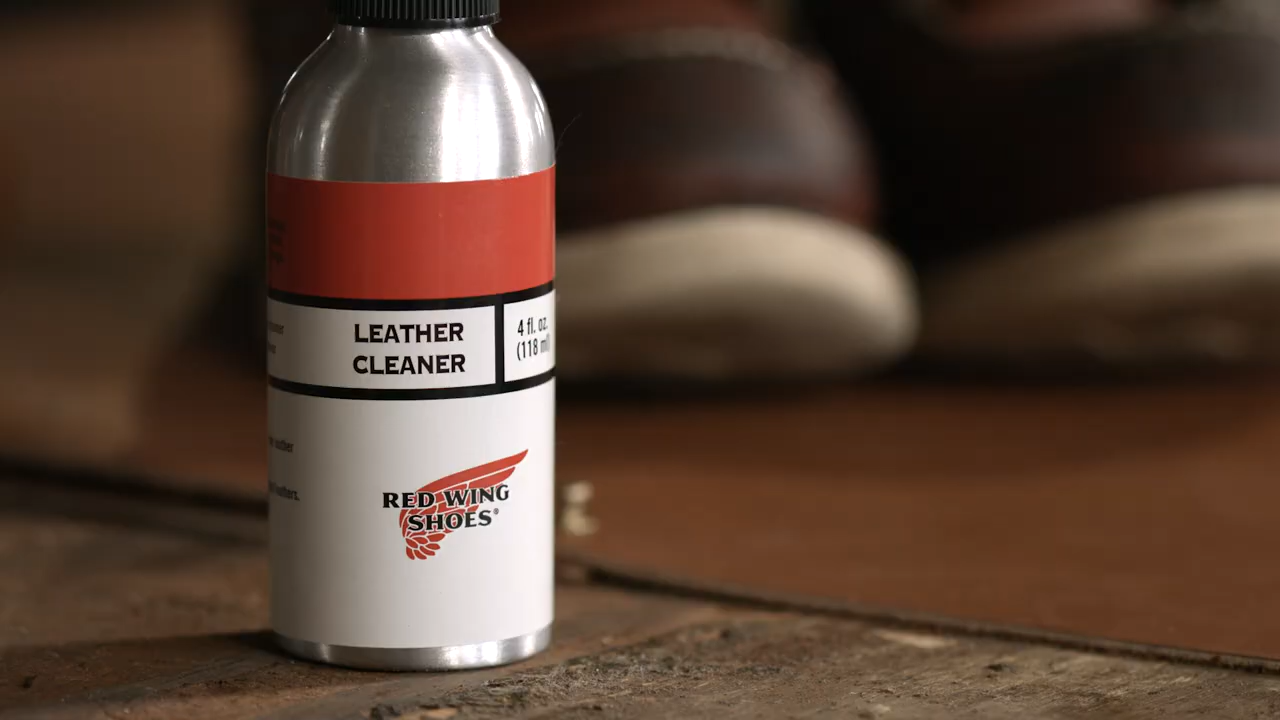 LEATHER
CLEANER
4 fl. oz.
(118 ml)
RED WING
SHOES®